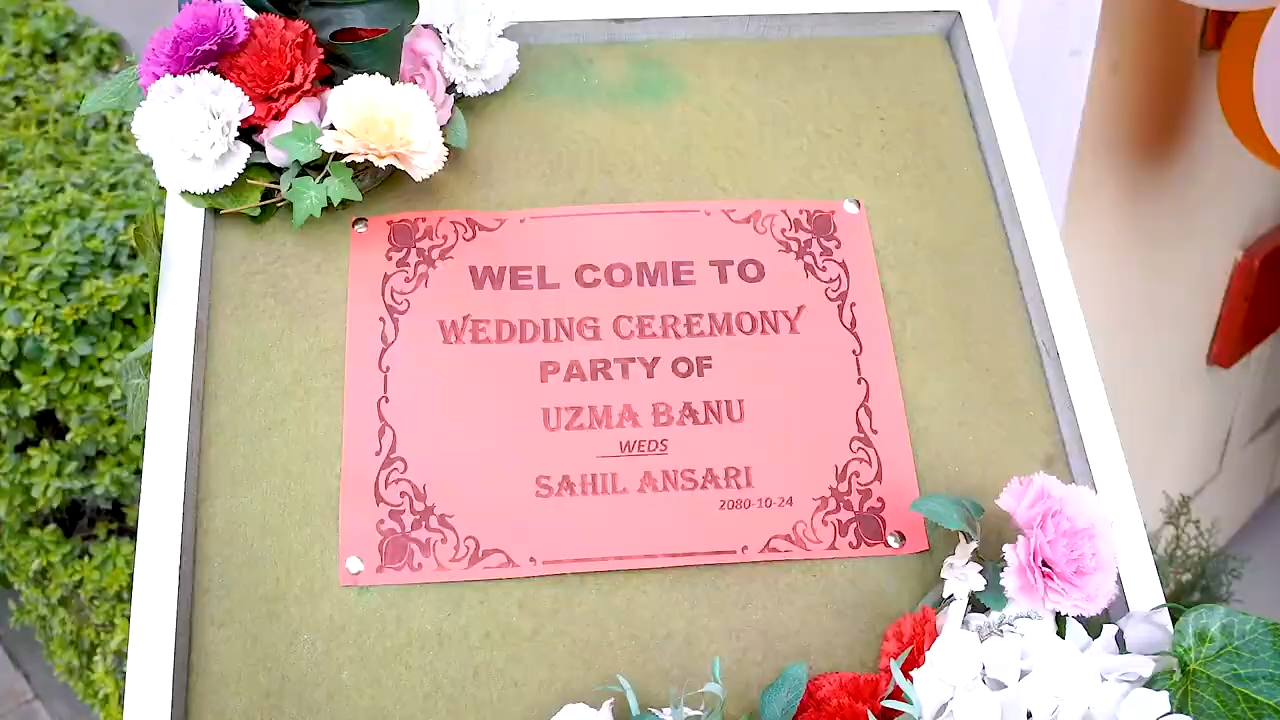 WEL COME TO
WEDDING CEREMONY
PARTY OF
UZMA BANU
WEDS
SAHIL ANSARI
2080-10-24